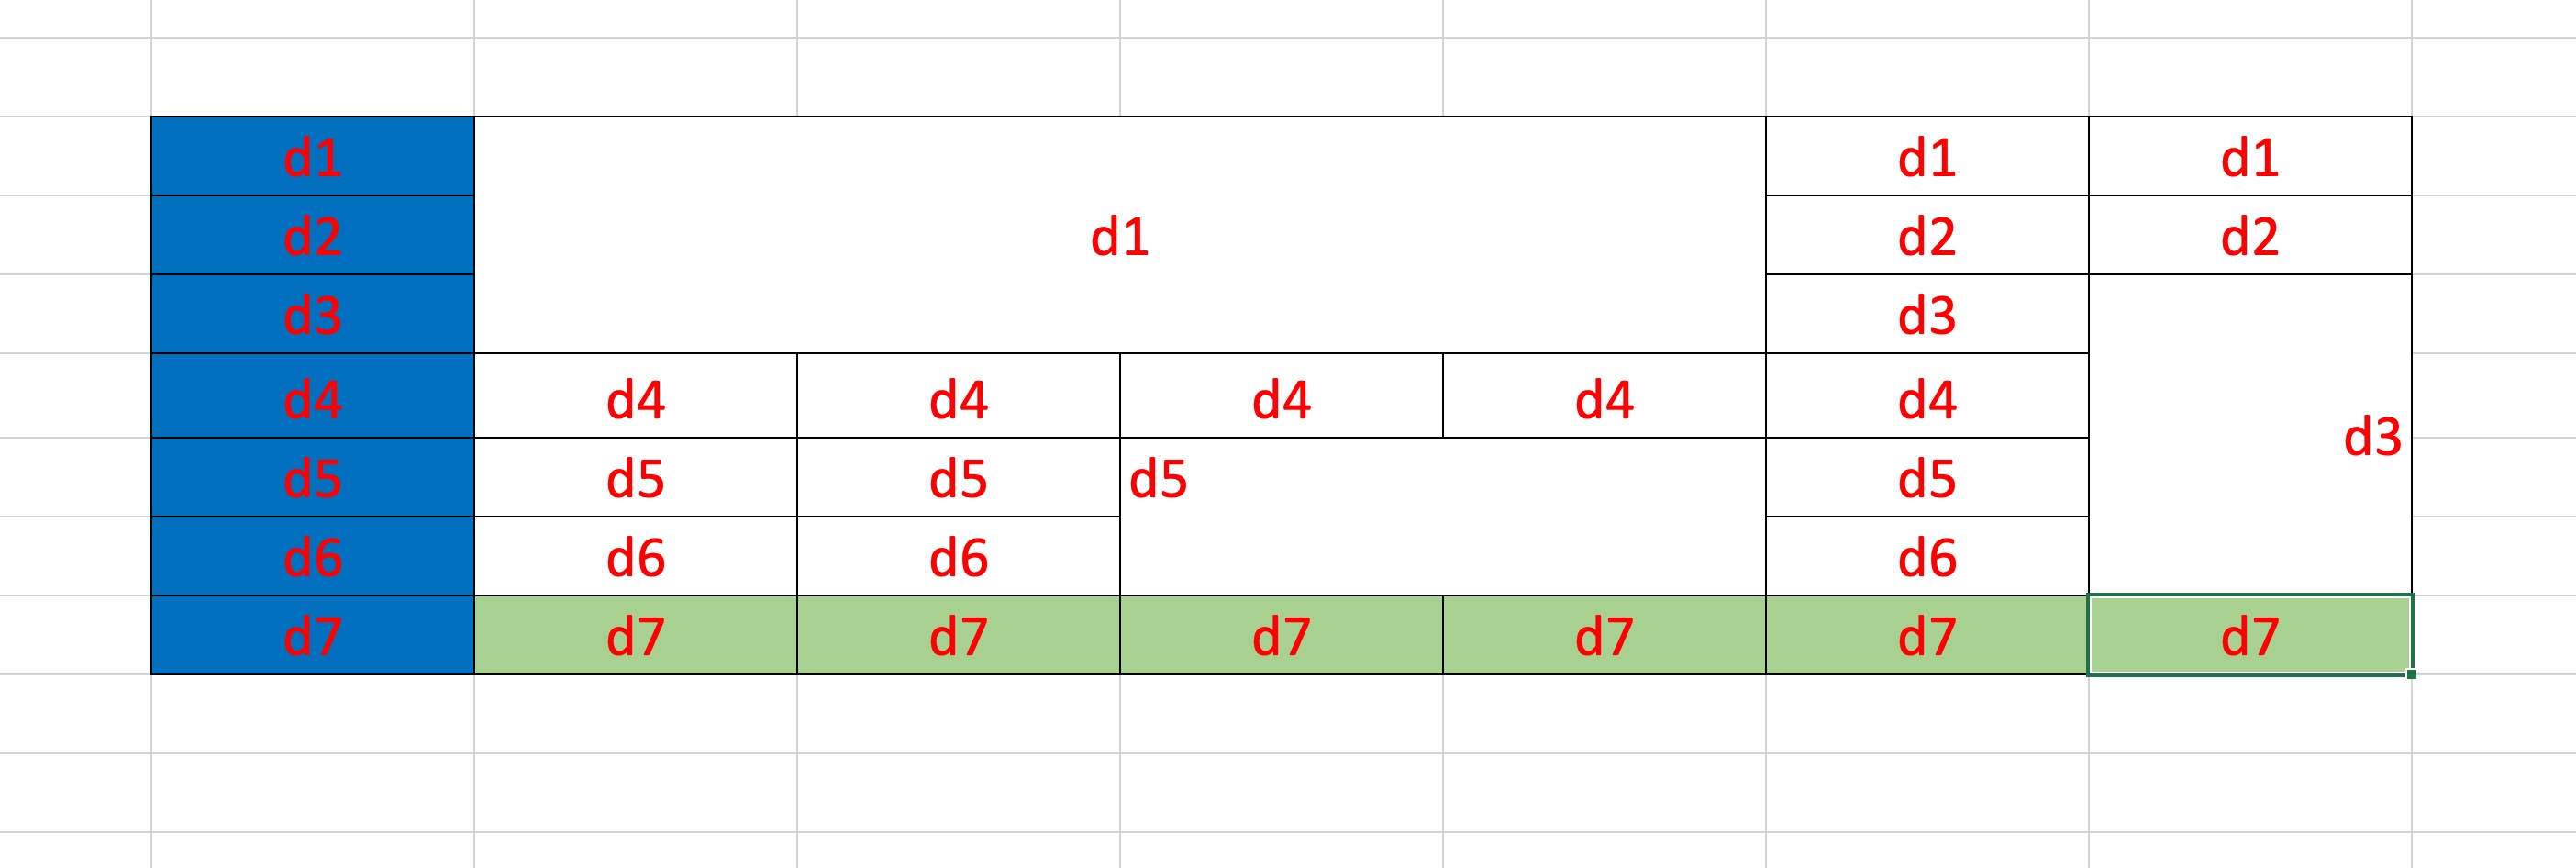 d1 d1 d1 d1
d2 d2 d2
d3 d3
d4 d4 d4 d4 d4 d4 d3
d5 d5 d5 d5 d5
d6 d6 d6 d6
d7 d7 d7 d7 d7 d7 d7